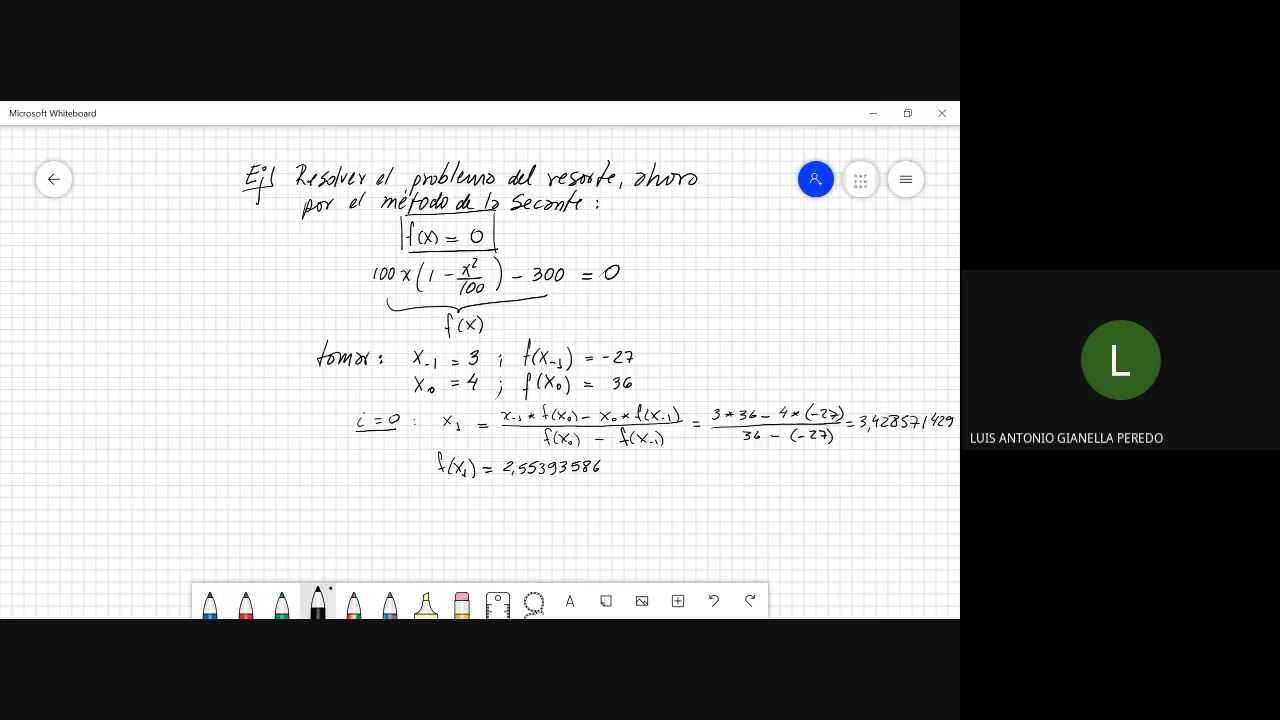 Microsoft Whiteboard
Ej Resolver el problema del resorte, ahora
por el método de la Secante:
f(x) = 0
100x(1 - x²/100) - 300 = 0
f(x)
tomar: x₋₁ = 3 ; f(x₋₁) = -27
x₀ = 4 ; f(x₀) = 36
i=0 : x₁ = (x₋₁ * f(x₀) - x₀ * f(x₋₁)) / (f(x₀) - f(x₋₁)) = (3*36 - 4*(-27)) / (36 - (-27)) = 3,428571429
f(x₁) = 2,55393586
L
LUIS ANTONIO GIANELLA PEREDO